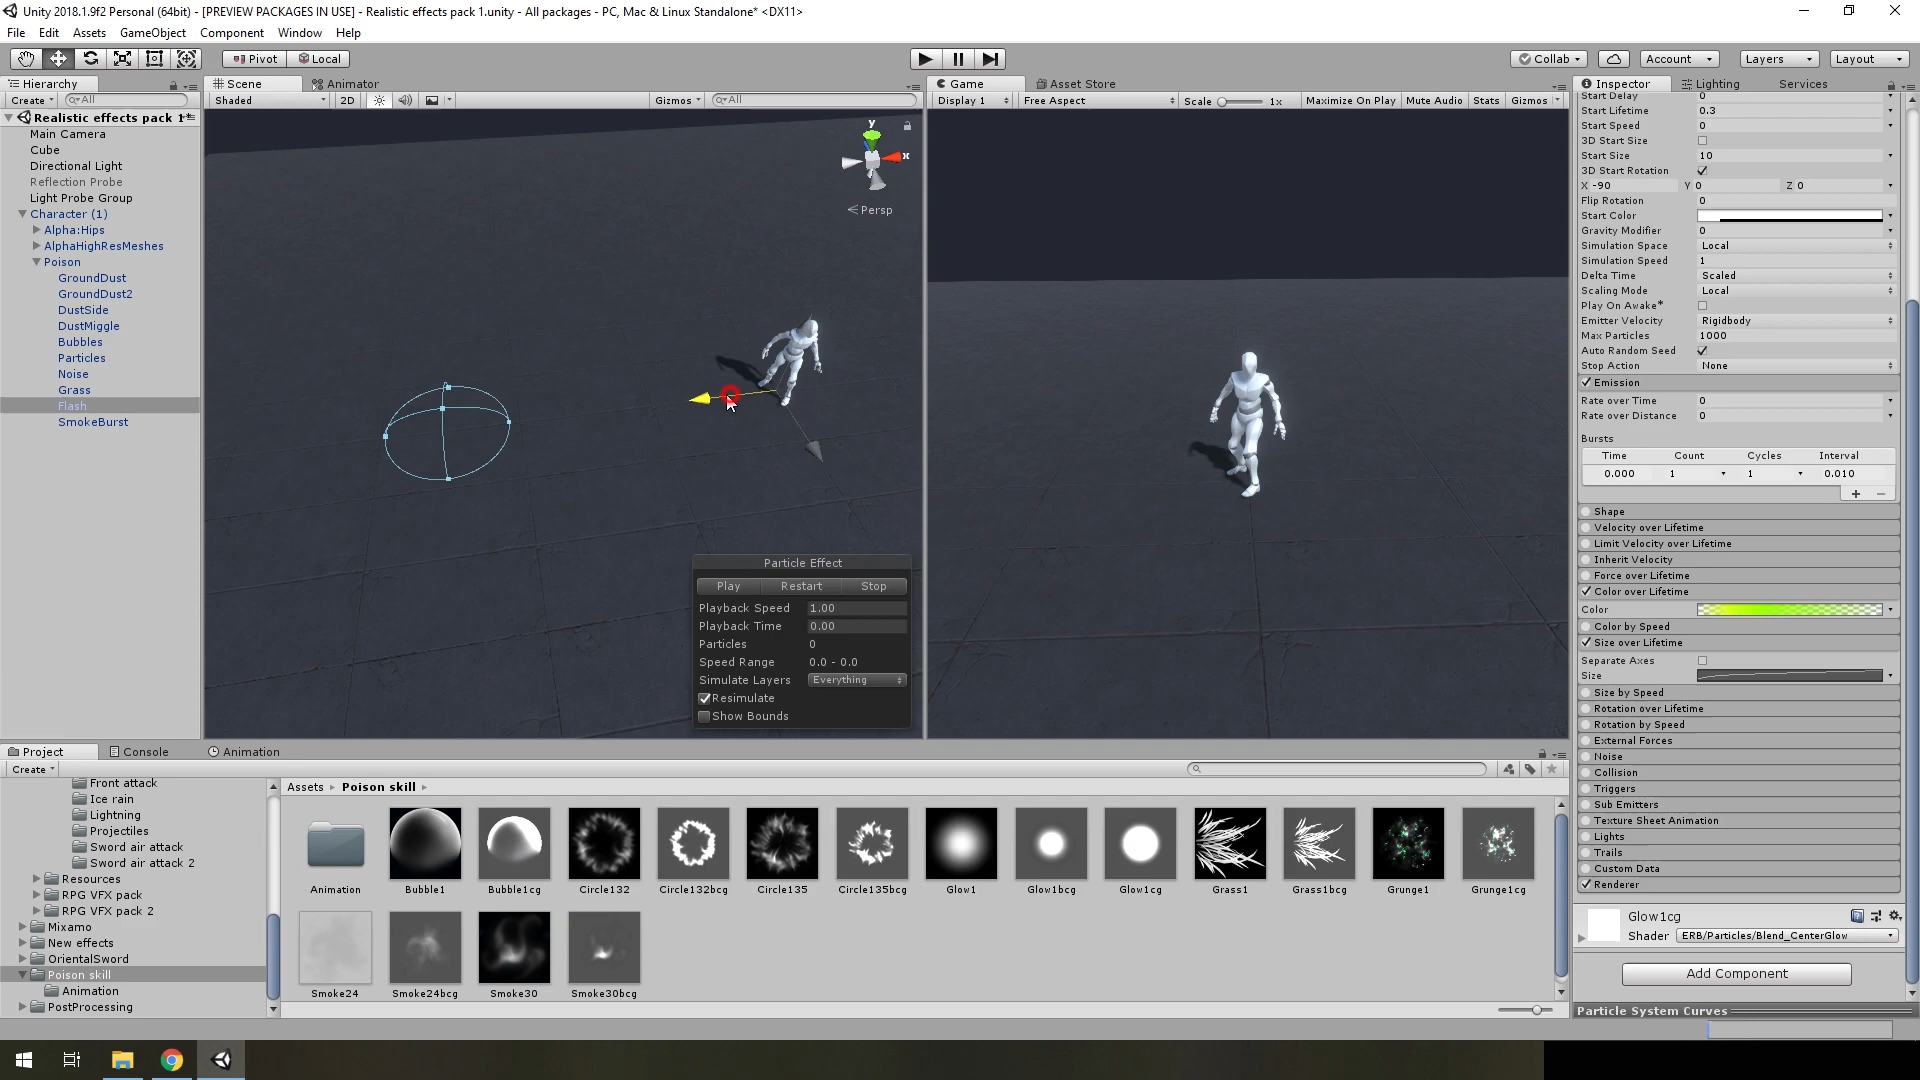 Unity 2018.1.9f2 Personal (64bit) - [PREVIEW PACKAGES IN USE] - Realistic effects pack 1.unity - All packages - PC, Mac & Linux Standalone* <DX11>
File Edit Assets GameObject Component Window Help
Pivot Local Collab Account Layers Layout
Hierarchy
Create All
Realistic effects pack 1
Main Camera
Cube
Directional Light
Reflection Probe
Light Probe Group
Character (1)
Alpha:Hips
AlphaHighResMeshes
Poison
GroundDust
GroundDust2
DustSide
DustMiggle
Bubbles
Particles
Noise
Grass
Flash
SmokeBurst
Scene Animator
Shaded 2D Gizmos All
y
x
Persp
Particle Effect
Play Restart Stop
Playback Speed 1.00
Playback Time 0.00
Particles 0
Speed Range 0.0 - 0.0
Simulate Layers Everything
Resimulate
Show Bounds
Game Asset Store
Display 1 Free Aspect Scale 1x Maximize On Play Mute Audio Stats Gizmos
Inspector Lighting Services
Start Delay 0
Start Lifetime 0.3
Start Speed 0
3D Start Size
Start Size 10
3D Start Rotation
X -90 Y 0 Z 0
Flip Rotation 0
Start Color
Gravity Modifier 0
Simulation Space Local
Simulation Speed 1
Delta Time Scaled
Scaling Mode Local
Play On Awake*
Emitter Velocity Rigidbody
Max Particles 1000
Auto Random Seed
Stop Action None
Emission
Rate over Time 0
Rate over Distance 0
Bursts
Time Count Cycles Interval
0.000 1 1 0.010
Shape
Velocity over Lifetime
Limit Velocity over Lifetime
Inherit Velocity
Force over Lifetime
Color over Lifetime
Color
Color by Speed
Size over Lifetime
Separate Axes
Size
Size by Speed
Rotation over Lifetime
Rotation by Speed
External Forces
Noise
Collision
Triggers
Sub Emitters
Texture Sheet Animation
Lights
Trails
Custom Data
Renderer
Glow1cg
Shader ERB/Particles/Blend_CenterGlow
Add Component
Particle System Curves
Project Console Animation
Create
Front attack
Ice rain
Lightning
Projectiles
Sword air attack
Sword air attack 2
Resources
RPG VFX pack
RPG VFX pack 2
Mixamo
New effects
OrientalSword
Poison skill
Animation
PostProcessing
Assets Poison skill
Animation Bubble1 Bubble1cg Circle132 Circle132bcg Circle135 Circle135bcg Glow1 Glow1bcg Glow1cg Grass1 Grass1bcg Grunge1 Grunge1cg
Smoke24 Smoke24bcg Smoke30 Smoke30bcg